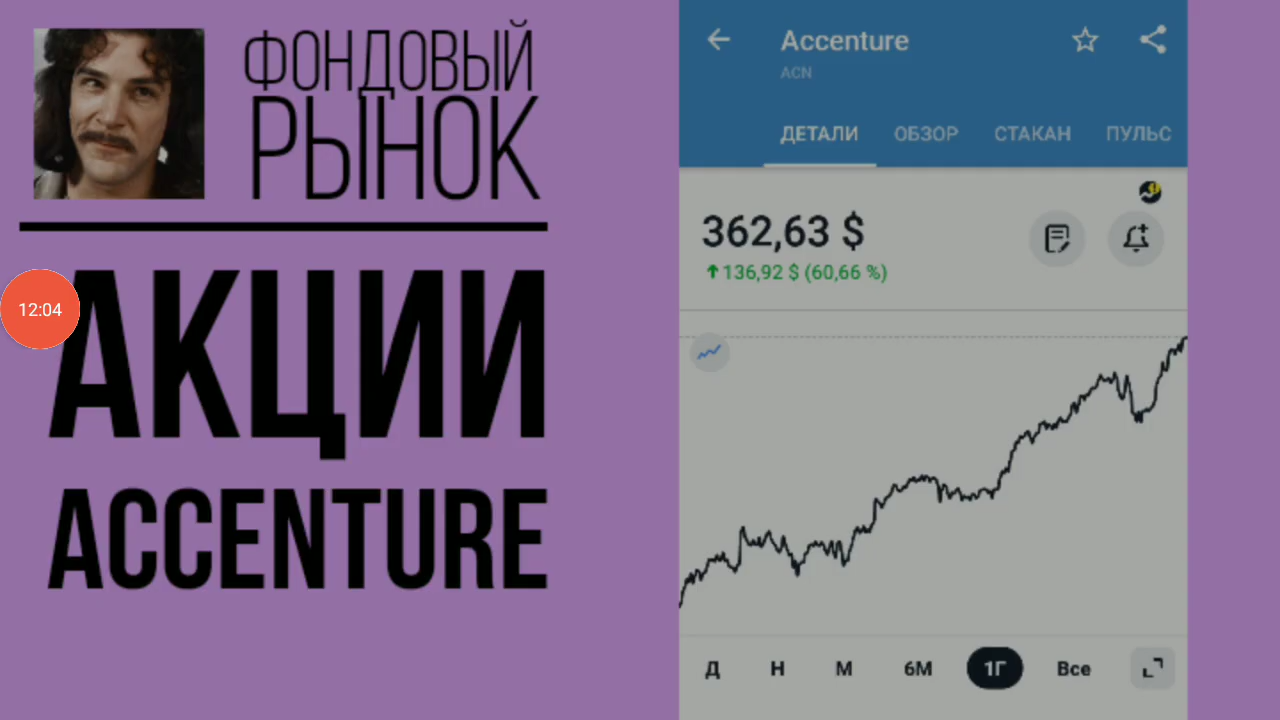 ФОНДОВЫЙ
РЫНОК
12:04
АКЦИИ
ACCENTURE
Accenture
ACN
ДЕТАЛИ ОБЗОР СТАКАН ПУЛЬС
362,63 $
136,92 $ (60,66 %)
Д Н М 6М 1Г Все